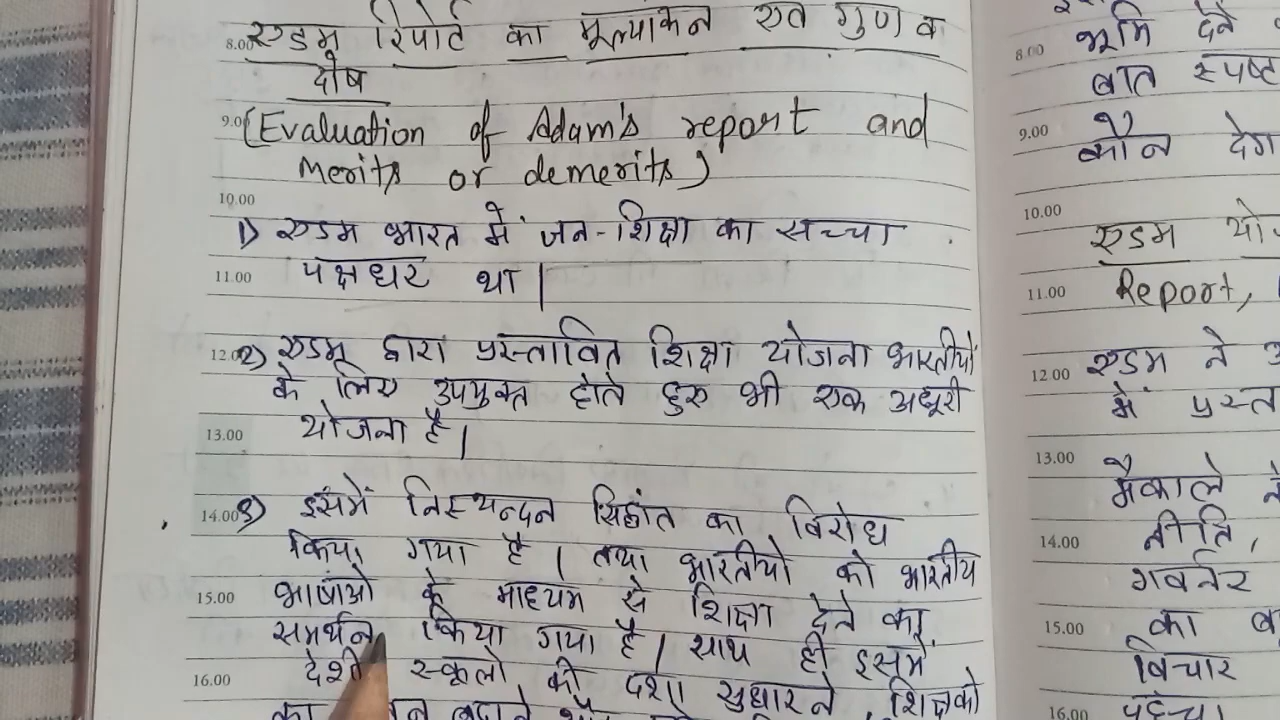 8.00 एडम रिपोर्ट का मूल्यांकन एवं गुण व
दोष
9.00 (Evaluation of Adam's report and
Merits or demerits)
10.00
1) एडम भारत में जन-शिक्षा का सच्चा
11.00 पक्षधर था|
12.00 2) एडम द्वारा प्रस्तावित शिक्षा योजना भारतीयों
के लिए उपयुक्त होते हुए भी एक अधूरी
13.00 योजना है|
14.00 3) इसमें निस्यन्दन सिद्धांत का विरोध
किया गया है| तथा भारतीयो को भारतीय
15.00 भाषाओ के माध्यम से शिक्षा देने का
समर्थन किया गया है| साथ ही इसमें
16.00 देशी स्कूलो की दशा सुधारने, शिक्षको
का बढ़ाने
भूमि देने
8.00
बात स्पष्ट
9.00 कौन
10.00
एडम
11.00 Report,
12.00 एडम ने
में
13.00
मैकाले
14.00 नीति,
गवर्नर
15.00 का
विचार
16.00 पहुंचा